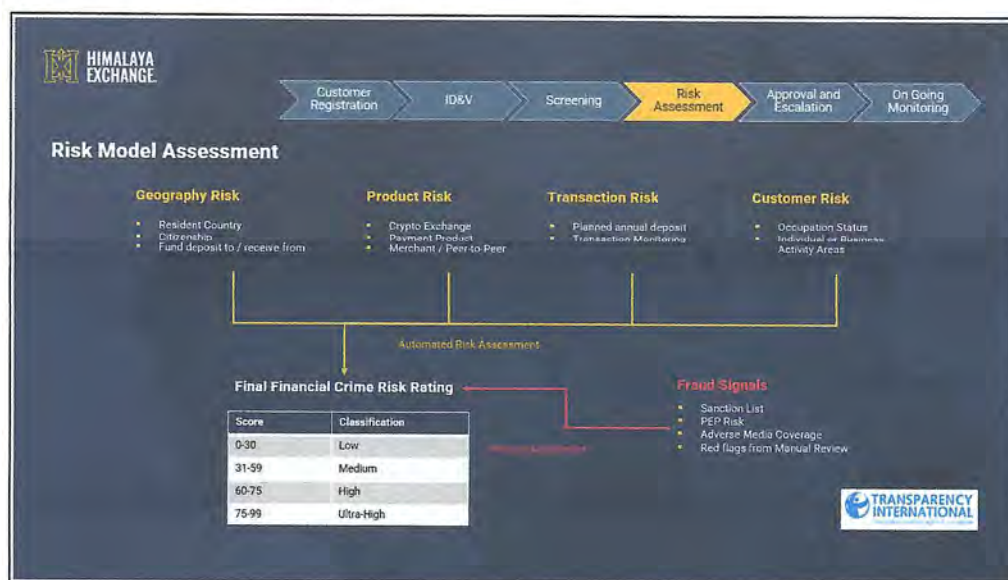 HIMALAYA
EXCHANGE.
Customer
Registration
ID&V
Screening
Risk
Assessment
Approval and
Escalation
On Going
Monitoring
Risk Model Assessment
Geography Risk
Resident Country
Citizenship
Fund deposit to / receive from
Product Risk
Crypto Exchange
Payment Product
Merchant / Peer-to-Peer
Transaction Risk
Planned annual deposit
Transaction Monitoring
Customer Risk
Occupation Status
Individual or Business
Activity Areas
Automated Risk Assessment
Final Financial Crime Risk Rating
Score Classification
0-30 Low
31-59 Medium
60-75 High
75-99 Ultra-High
Fraud Signals
Sanction List
PEP Risk
Adverse Media Coverage
Red flags from Manual Review
TRANSPARENCY
INTERNATIONAL